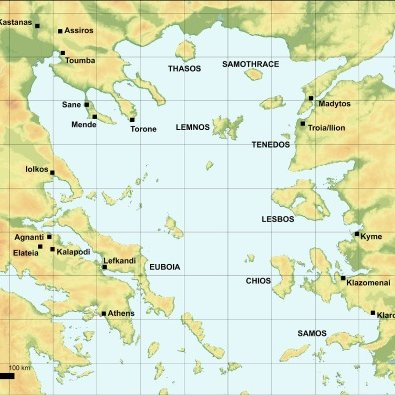 Kastanas
Assiros
Toumba
THASOS
SAMOTHRACE
Sane
Mende
Torone
LEMNOS
Madytos
Troia/Ilion
TENEDOS
Iolkos
LESBOS
Agnanti
Elateia
Kalapodi
Lefkandi
EUBOIA
Kyme
CHIOS
Klazomenai
Athens
Klaro
SAMOS
100 km